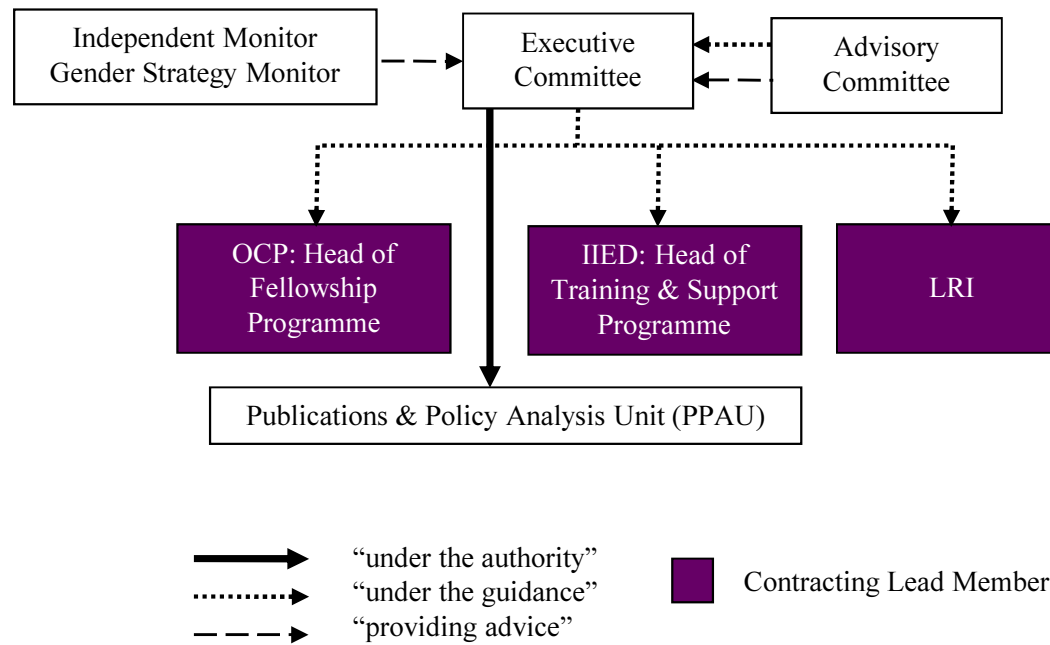 Independent Monitor
Gender Strategy Monitor
Executive
Committee
Advisory
Committee
OCP: Head of
Fellowship
Programme
IIED: Head of
Training & Support
Programme
LRI
Publications & Policy Analysis Unit (PPAU)
“under the authority”
“under the guidance”
“providing advice”
Contracting Lead Member